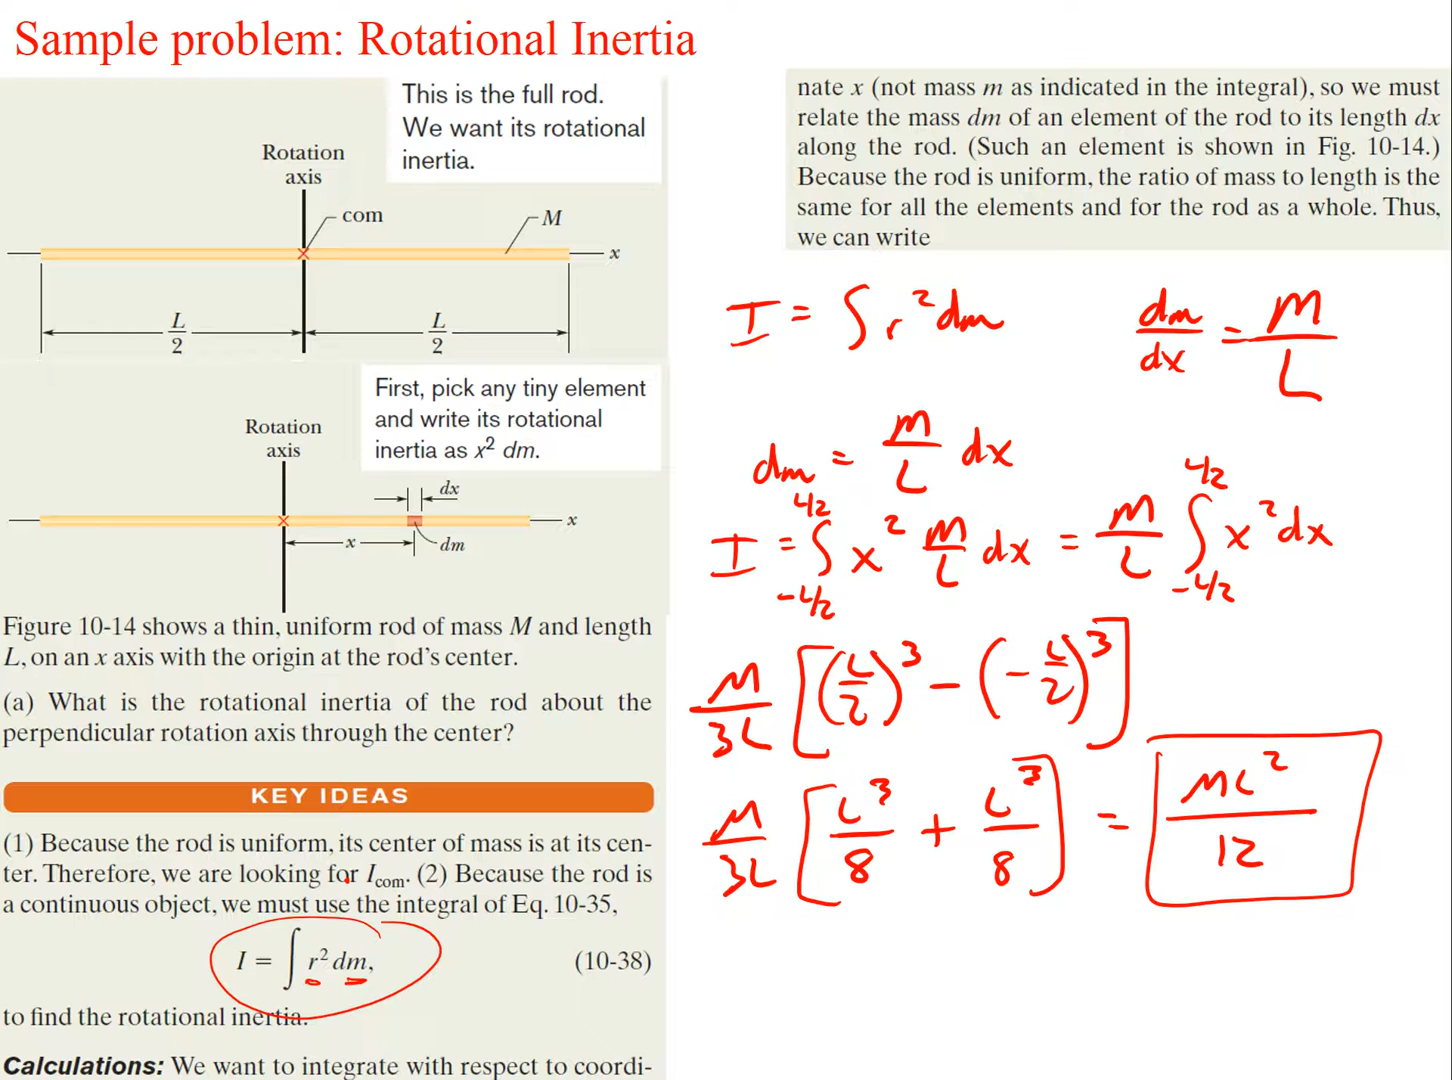 Sample problem: Rotational Inertia
This is the full rod.
We want its rotational
inertia.
Rotation
axis
com
M
x
L/2
L/2
First, pick any tiny element
and write its rotational
inertia as x² dm.
Rotation
axis
dx
x
x
dm
Figure 10-14 shows a thin, uniform rod of mass M and length
L, on an x axis with the origin at the rod's center.
(a) What is the rotational inertia of the rod about the
perpendicular rotation axis through the center?
KEY IDEAS
(1) Because the rod is uniform, its center of mass is at its cen-
ter. Therefore, we are looking for I_com. (2) Because the rod is
a continuous object, we must use the integral of Eq. 10-35,
I = ∫ r² dm, (10-38)
to find the rotational inertia.
Calculations: We want to integrate with respect to coordi-
nate x (not mass m as indicated in the integral), so we must
relate the mass dm of an element of the rod to its length dx
along the rod. (Such an element is shown in Fig. 10-14.)
Because the rod is uniform, the ratio of mass to length is the
same for all the elements and for the rod as a whole. Thus,
we can write
I = ∫ r² dm
dm/dx = M/L
dm = M/L dx
I = ∫_{-L/2}^{L/2} x² M/L dx = M/L ∫_{-L/2}^{L/2} x² dx
M/3L [(L/2)³ − (−L/2)³]
M/3L [L³/8 + L³/8] = ML²/12